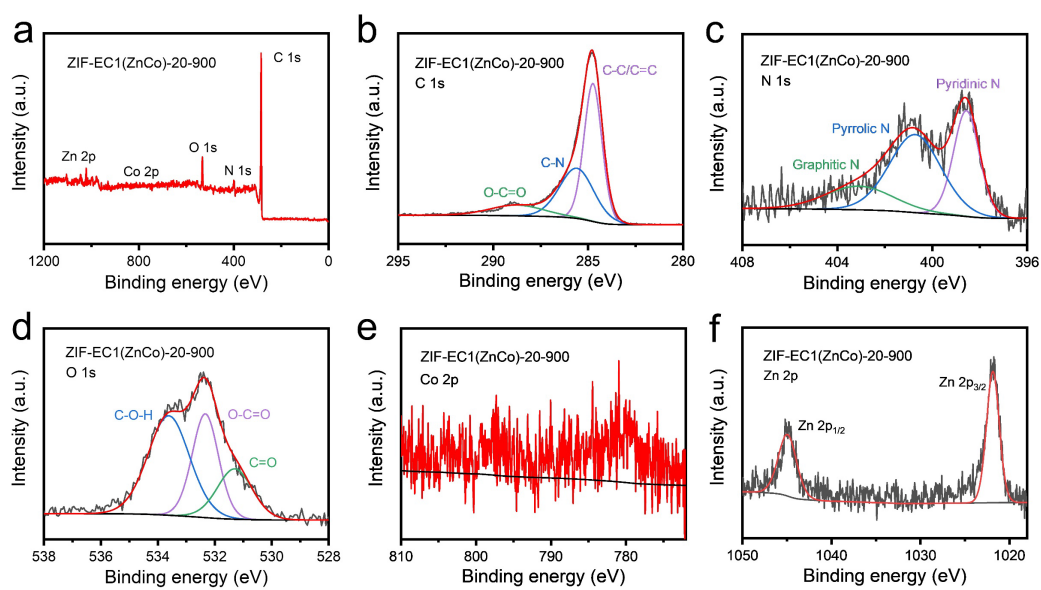 a
ZIF-EC1(ZnCo)-20-900
C 1s
O 1s
Zn 2p
Co 2p
N 1s
Intensity (a.u.)
1200 1000 800 600 400 200 0
Binding energy (eV)
b
ZIF-EC1(ZnCo)-20-900
C 1s
C-C/C=C
C-N
O-C=O
Intensity (a.u.)
295 290 285 280
Binding energy (eV)
c
ZIF-EC1(ZnCo)-20-900
N 1s
Pyridinic N
Pyrrolic N
Graphitic N
Intensity (a.u.)
408 404 400 396
Binding energy (eV)
d
ZIF-EC1(ZnCo)-20-900
O 1s
C-O-H
O-C=O
C=O
Intensity (a.u.)
538 536 534 532 530 528
Binding energy (eV)
e
ZIF-EC1(ZnCo)-20-900
Co 2p
Intensity (a.u.)
810 800 790 780
Binding energy (eV)
f
ZIF-EC1(ZnCo)-20-900
Zn 2p
Zn 2p3/2
Zn 2p1/2
Intensity (a.u.)
1050 1040 1030 1020
Binding energy (eV)